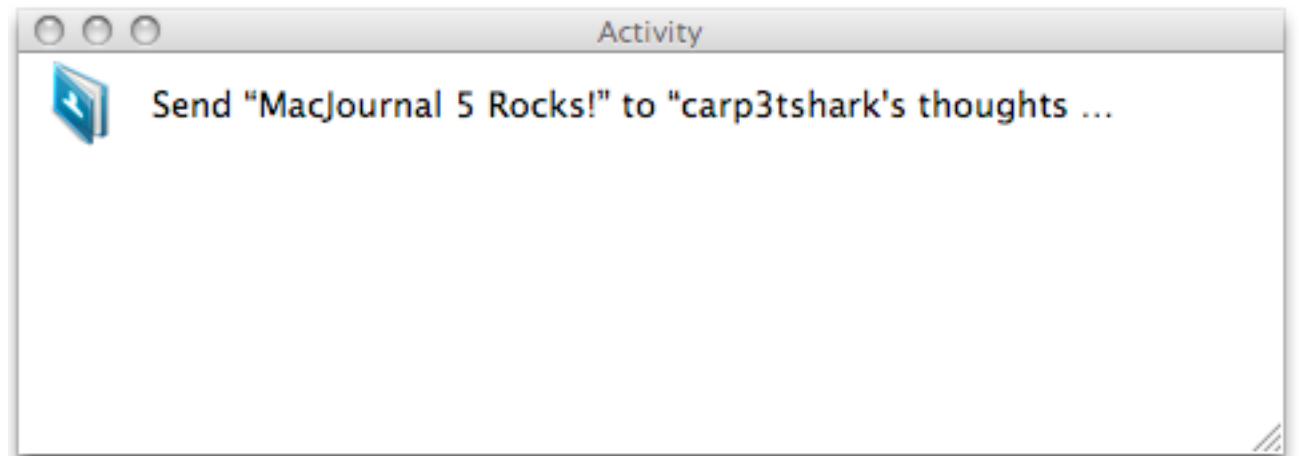 Activity
Send “MacJournal 5 Rocks!” to “carp3tshark's thoughts ...